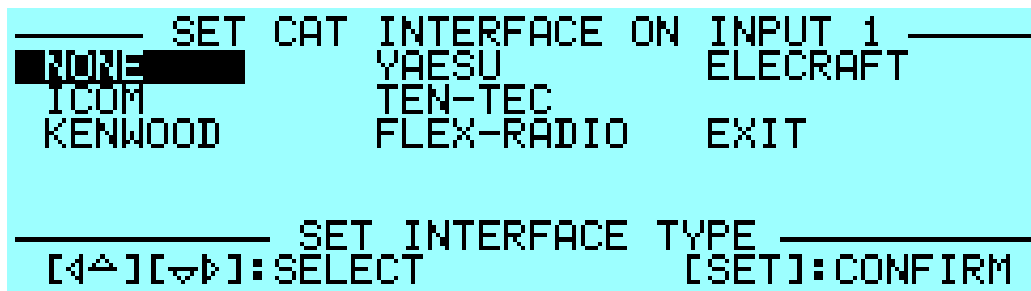 SET CAT INTERFACE ON INPUT 1
NONE YAESU ELECRAFT
ICOM TEN-TEC
KENWOOD FLEX-RADIO EXIT
SET INTERFACE TYPE
[◁△][▽▷]:SELECT [SET]:CONFIRM